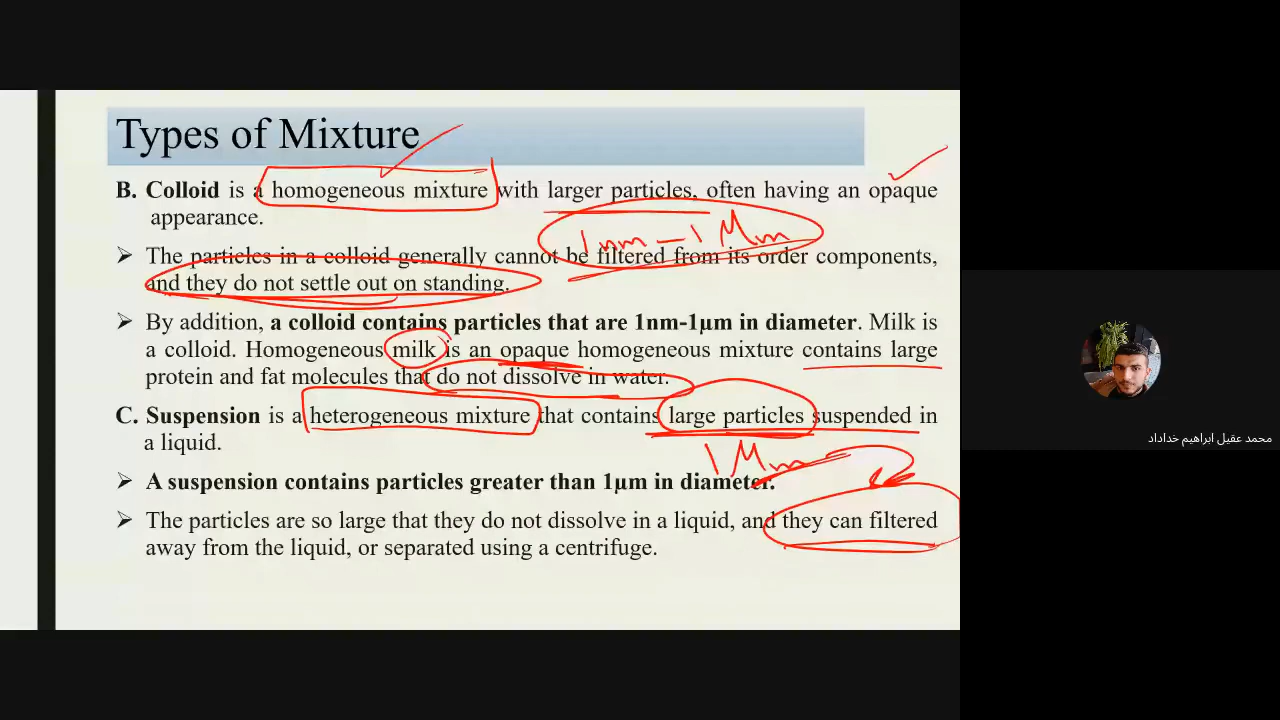 Types of Mixture
B. Colloid is a homogeneous mixture with larger particles, often having an opaque
appearance.
1nm – 1 Mm
➢ The particles in a colloid generally cannot be filtered from its order components,
and they do not settle out on standing.
➢ By addition, a colloid contains particles that are 1nm-1μm in diameter. Milk is
a colloid. Homogeneous milk is an opaque homogeneous mixture contains large
protein and fat molecules that do not dissolve in water.
C. Suspension is a heterogeneous mixture that contains large particles suspended in
a liquid.
1 Mm
➢ A suspension contains particles greater than 1μm in diameter.
➢ The particles are so large that they do not dissolve in a liquid, and they can filtered
away from the liquid, or separated using a centrifuge.
محمد عقيل ابراهيم خداداد